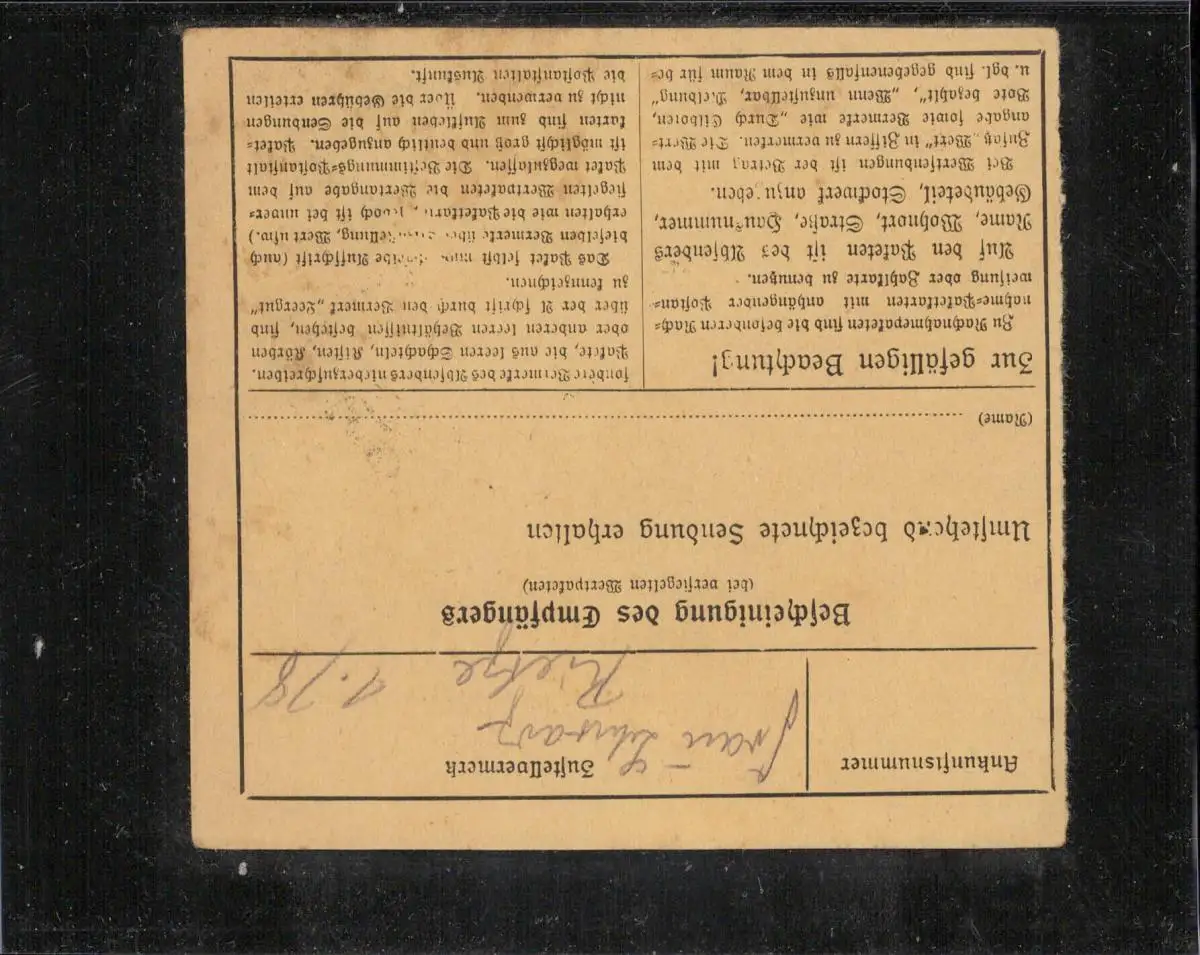 Ankunftsnummer
Zustellvermerk
Frau Schwarz
Bescheinigung des Empfängers
(bei versiegelten Wertpaketen)
Umstehend bezeichnete Sendung erhalten
(Name)
Zur gefälligen Beachtung!
Zu Nachnahmepaketen sind die besonderen Nach-
nahme-Paketkarten mit anhängender Postan-
weisung oder Zahlkarte zu benutzen.
Auf den Paketen ist des Absenders
Name, Wohnort, Straße, Hausnummer,
Gebäudeteil, Stockwerk anzugeben.
Bei Wertsendungen ist der Betrag mit dem
Zusatz „Wert“ in Ziffern zu vermerken. Die Wert-
angabe sowie Vermerke wie „Durch Eilboten,
Bote bezahlt“, „Wenn unzustellbar, Meldung“
u. dgl. sind gegebenenfalls in dem Raum für be-
sondere Vermerke des Absenders niederzuschreiben.
Pakete, die aus leeren Schachteln, Kisten, Körben
oder anderen leeren Behältnissen bestehen, sind
über der Aufschrift durch den Vermerk „Leergut“
zu kennzeichnen.
Das Paket selbst muß dieselbe Aufschrift (auch
dieselben Vermerke über Zustellung, Wert usw.)
erhalten wie die Paketkarte, jedoch ist bei unver-
siegelten Wertpaketen die Wertangabe auf dem
Paket wegzulassen. Die Bestimmungs-Postanstalt
ist möglichst groß und deutlich anzugeben. Paket-
karten sind zum Aufkleben auf die Sendungen
nicht zu verwenden. Über die Gebühren erteilen
die Postanstalten Auskunft.